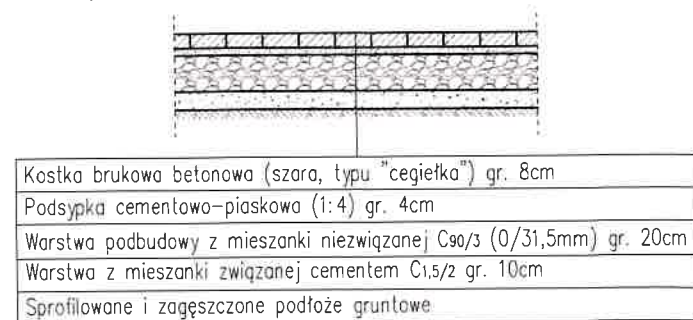 Kostka brukowa betonowa (szara, typu "cegiełka") gr. 8cm
Podsypka cementowo-piaskowa (1:4) gr. 4cm
Warstwa podbudowy z mieszanki niezwiązanej C90/3 (0/31,5mm) gr. 20cm
Warstwa z mieszanki związanej cementem C1,5/2 gr. 10cm
Sprofilowane i zagęszczone podłoże gruntowe